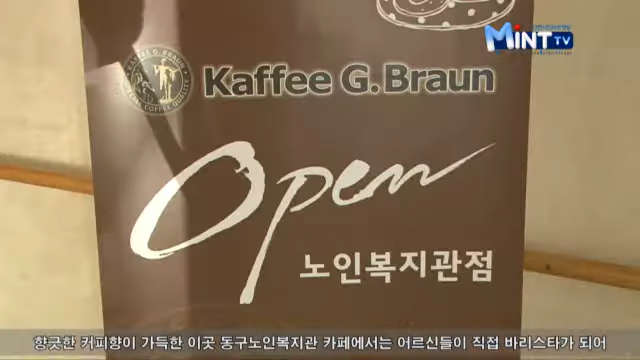 MiNT TV
Kaffee G.Braun
Open
노인복지관점
향긋한 커피향이 가득한 이곳 동구노인복지관 카페에서는 어르신들이 직접 바리스타가 되어